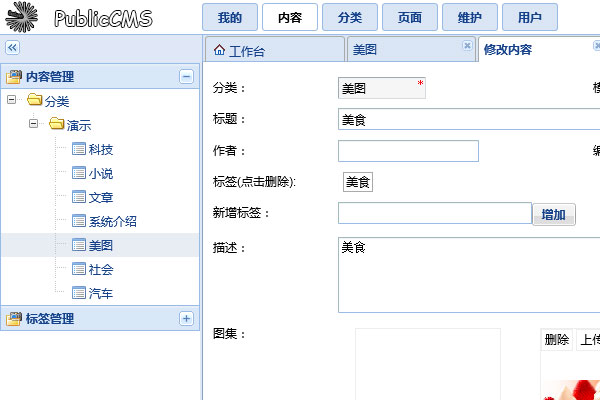 PublicCMS
我的 内容 分类 页面 维护 用户
工作台 美图 修改内容
内容管理
分类
演示
科技
小说
文章
系统介绍
美图
社会
汽车
标签管理
分类： 美图 *
标题： 美食
作者：
标签(点击删除): 美食
新增标签： 增加
描述： 美食
图集：
删除